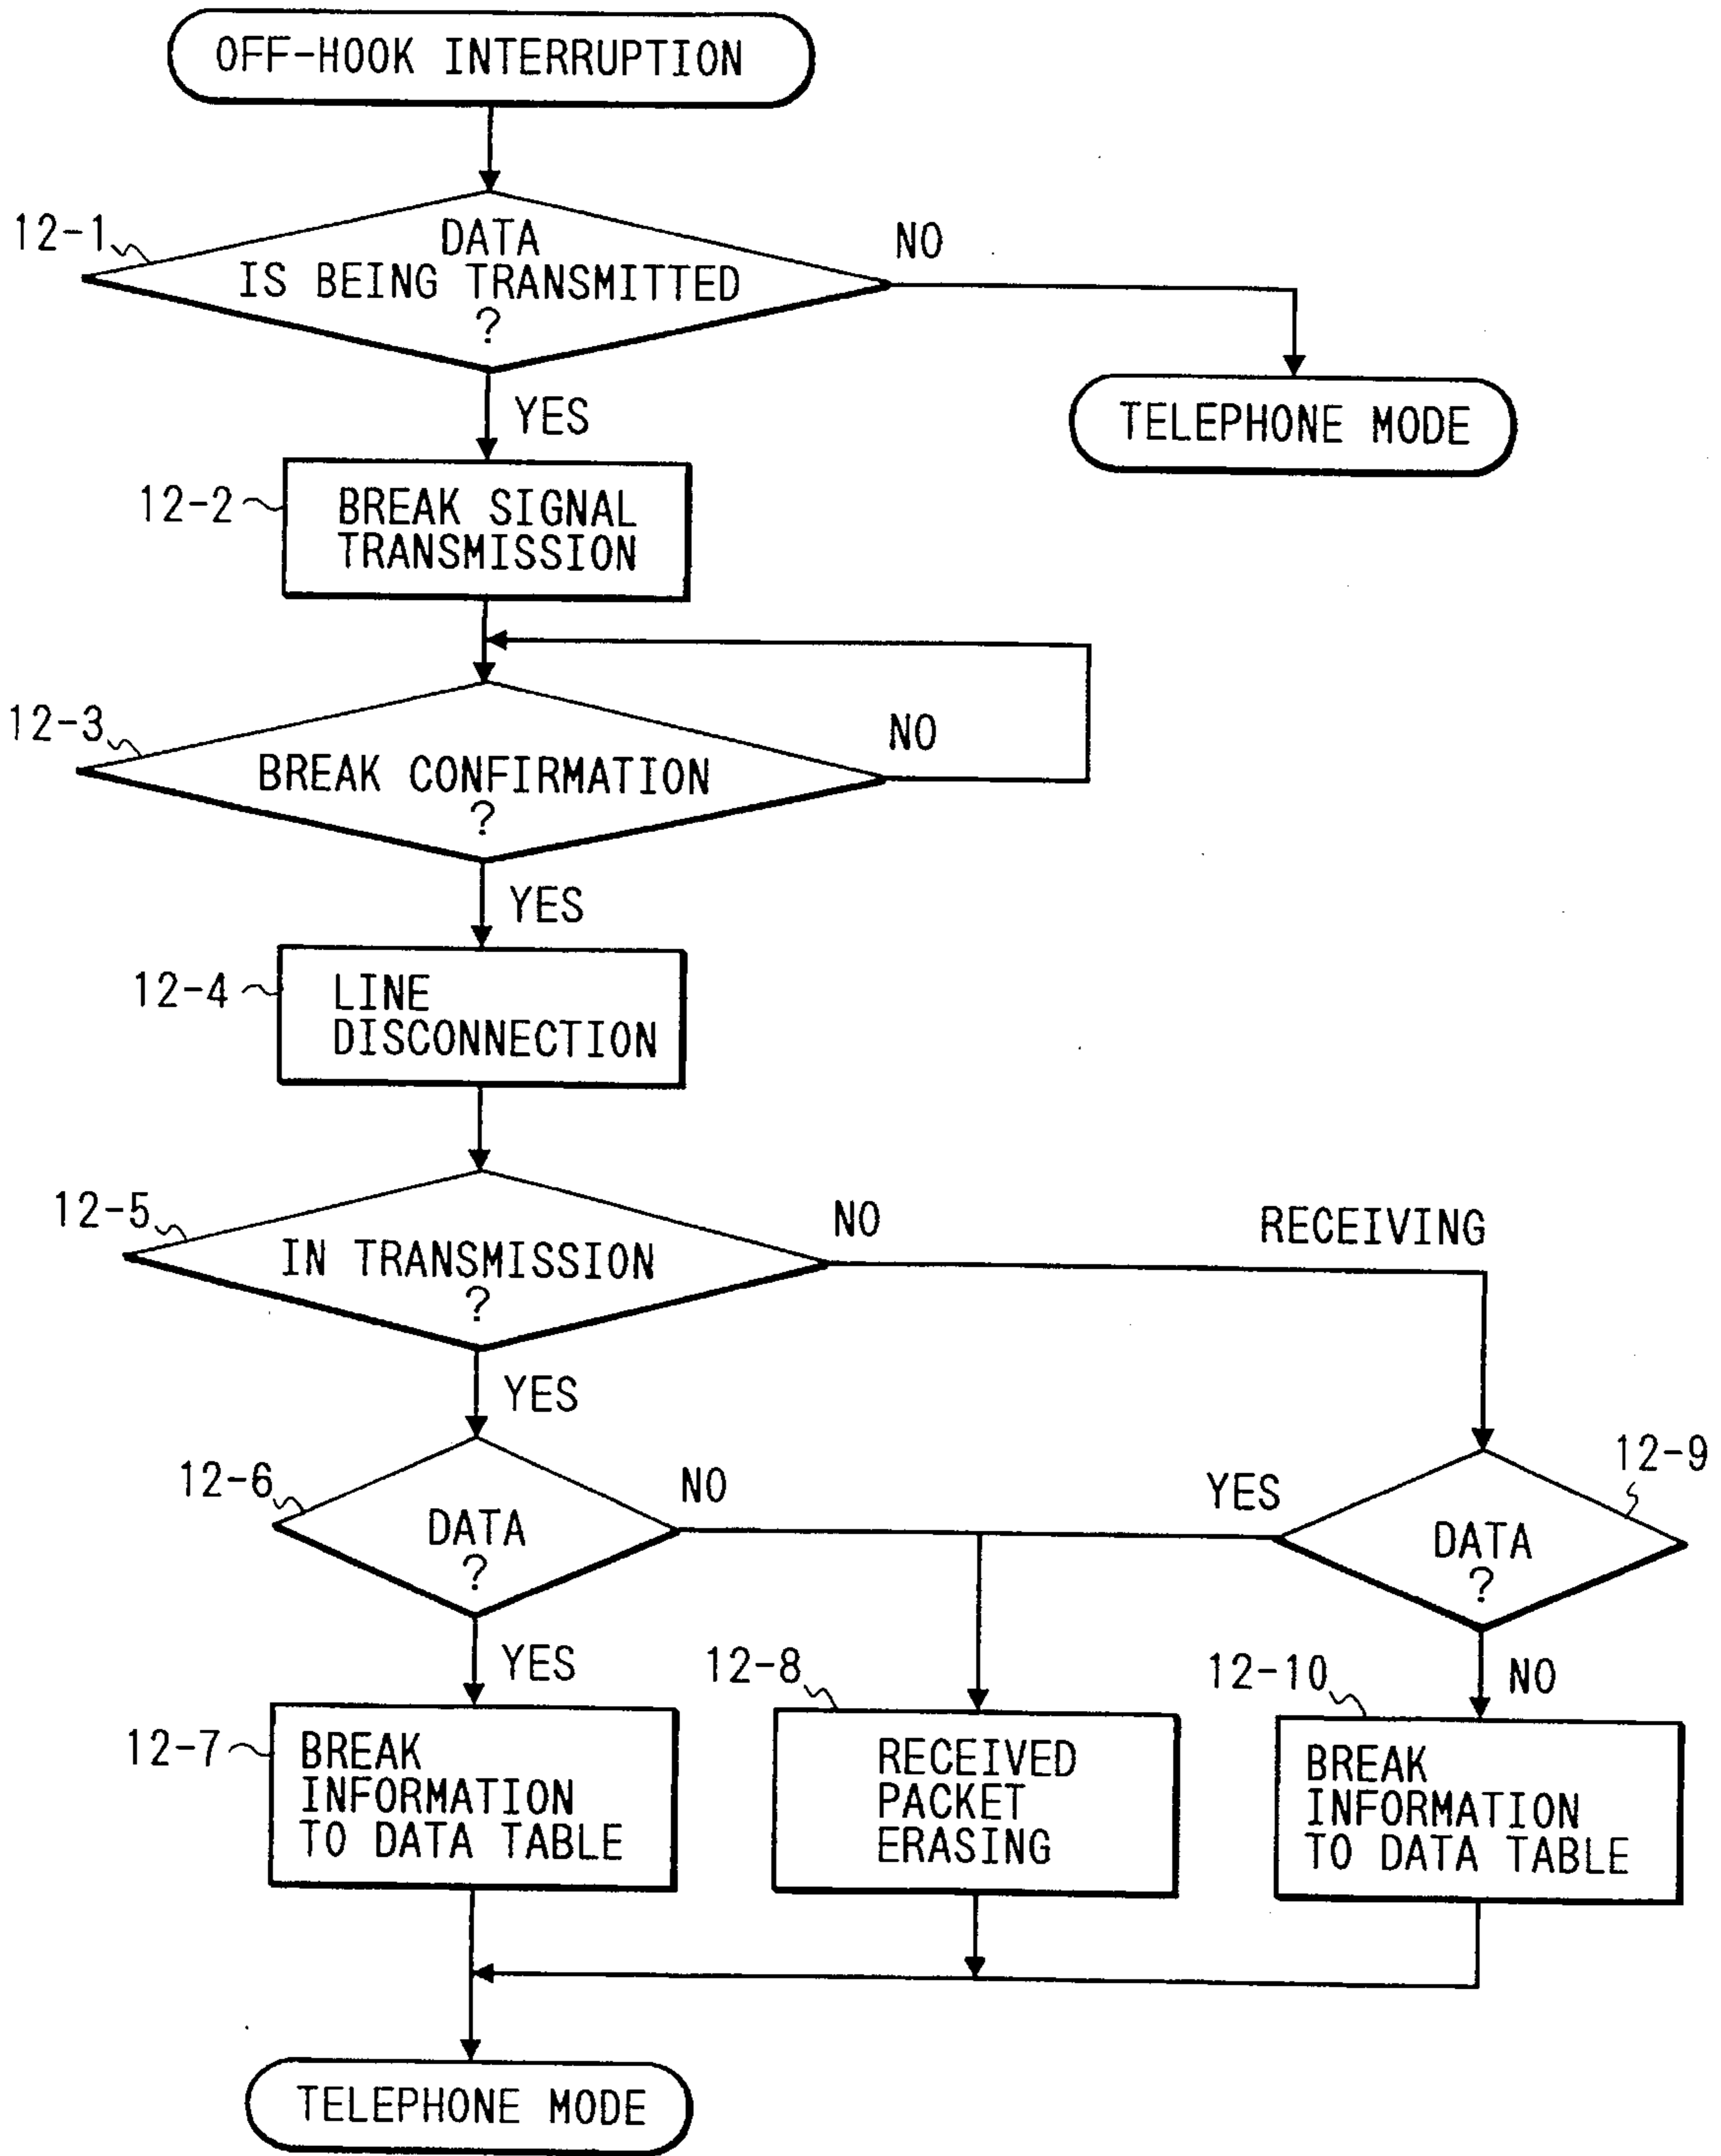 OFF-HOOK INTERRUPTION
12-1
DATA
IS BEING TRANSMITTED
?
NO
TELEPHONE MODE
YES
12-2
BREAK SIGNAL
TRANSMISSION
12-3
BREAK CONFIRMATION
?
NO
YES
12-4
LINE
DISCONNECTION
12-5
IN TRANSMISSION
?
NO
RECEIVING
YES
12-6
DATA
?
NO
YES
12-9
DATA
?
YES
12-8
12-10
NO
12-7
BREAK
INFORMATION
TO DATA TABLE
RECEIVED
PACKET
ERASING
BREAK
INFORMATION
TO DATA TABLE
TELEPHONE MODE